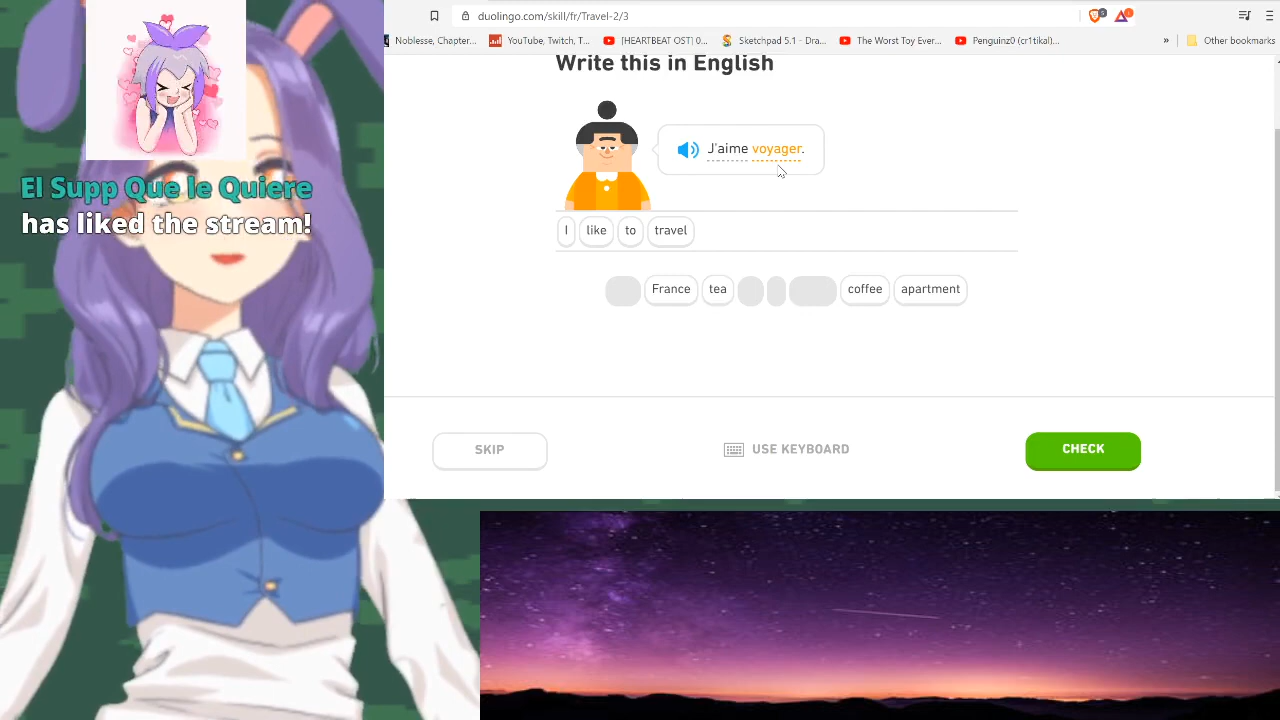 duolingo.com/skill/fr/Travel-2/3
Noblesse, Chapter... YouTube, Twitch, T... [HEARTBEAT OST] 0... Sketchpad 5.1 - Dra... The Worst Toy Ever... Penguinz0 (cr1tikal)... » Other bookmarks
Write this in English
J'aime voyager.
El Supp Que le Quiere
has liked the stream!
I like to travel
France tea coffee apartment
SKIP USE KEYBOARD CHECK